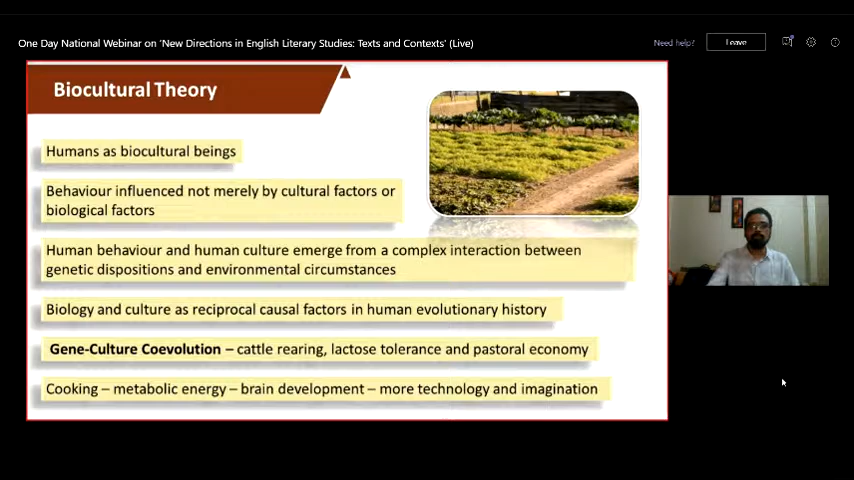 One Day National Webinar on 'New Directions in English Literary Studies: Texts and Contexts' (Live)
Need help?
Leave
Biocultural Theory
Humans as biocultural beings
Behaviour influenced not merely by cultural factors or
biological factors
Human behaviour and human culture emerge from a complex interaction between
genetic dispositions and environmental circumstances
Biology and culture as reciprocal causal factors in human evolutionary history
Gene-Culture Coevolution – cattle rearing, lactose tolerance and pastoral economy
Cooking – metabolic energy – brain development – more technology and imagination